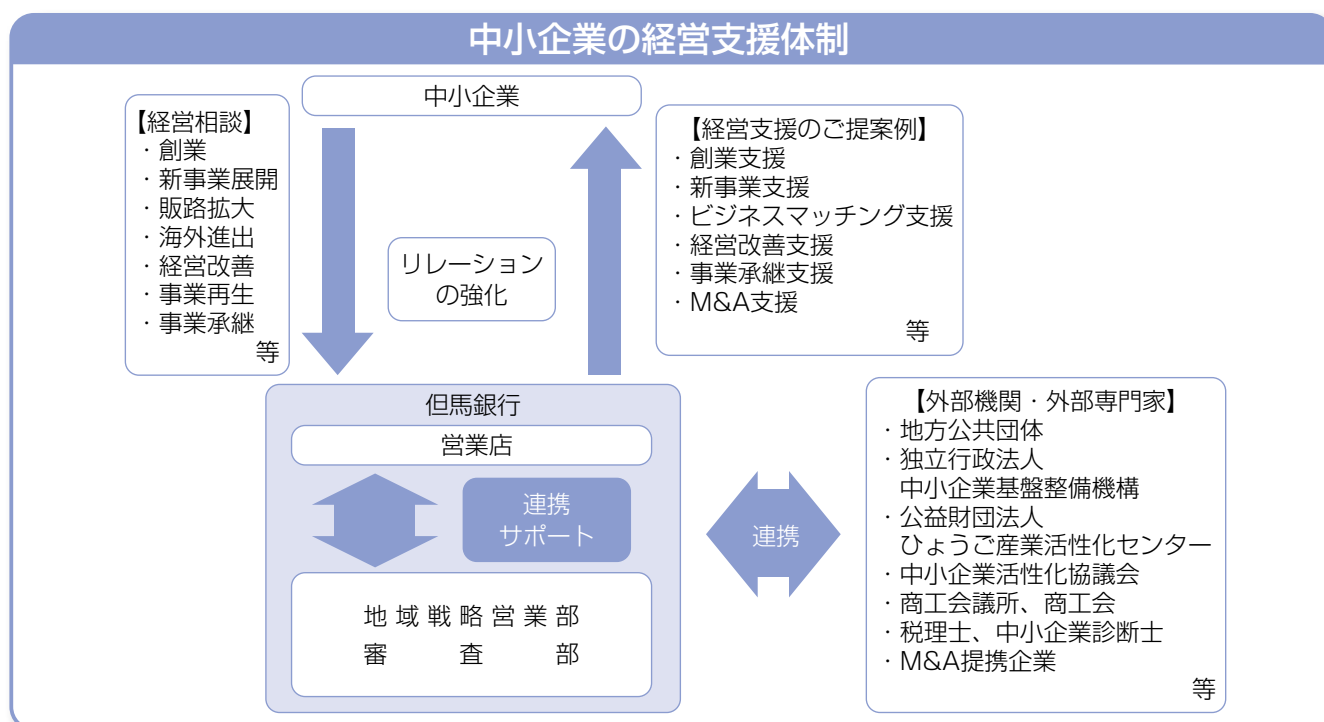 中小企業の経営支援体制
中小企業
【経営相談】
・創業
・新事業展開
・販路拡大
・海外進出
・経営改善
・事業再生
・事業承継
等
リレーション
の強化
【経営支援のご提案例】
・創業支援
・新事業支援
・ビジネスマッチング支援
・経営改善支援
・事業承継支援
・M&A支援
等
但馬銀行
営業店
連携
サポート
地域戦略営業部
審査部
連携
【外部機関・外部専門家】
・地方公共団体
・独立行政法人
中小企業基盤整備機構
・公益財団法人
ひょうご産業活性化センター
・中小企業活性化協議会
・商工会議所、商工会
・税理士、中小企業診断士
・M&A提携企業
等